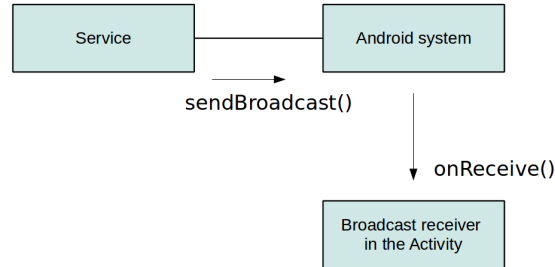 Service
Android system
sendBroadcast()
onReceive()
Broadcast receiver
in the Activity